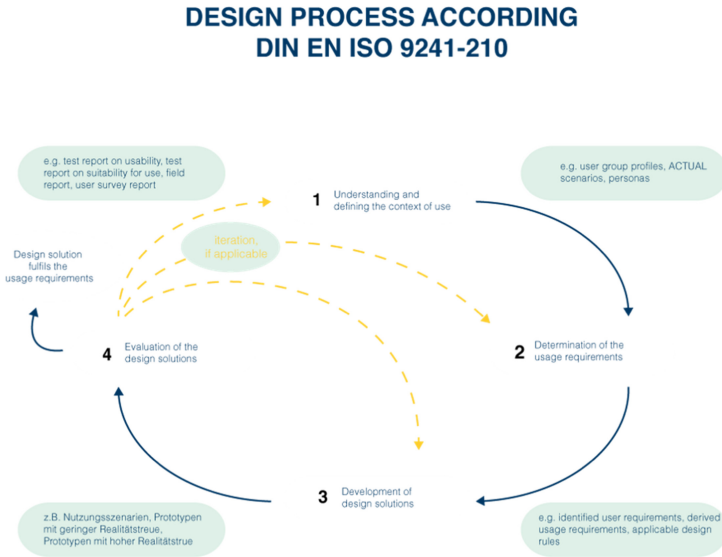 DESIGN PROCESS ACCORDING
DIN EN ISO 9241-210
e.g. test report on usability, test
report on suitability for use, field
report, user survey report
e.g. user group profiles, ACTUAL
scenarios, personas
1 Understanding and
defining the context of use
iteration,
if applicable
Design solution
fulfils the
usage requirements
4 Evaluation of the
design solutions
2 Determination of the
usage requirements
3 Development of
design solutions
z.B. Nutzungsszenarien, Prototypen
mit geringer Realitätstreue,
Prototypen mit hoher Realitätstrue
e.g. identified user requirements, derived
usage requirements, applicable design
rules